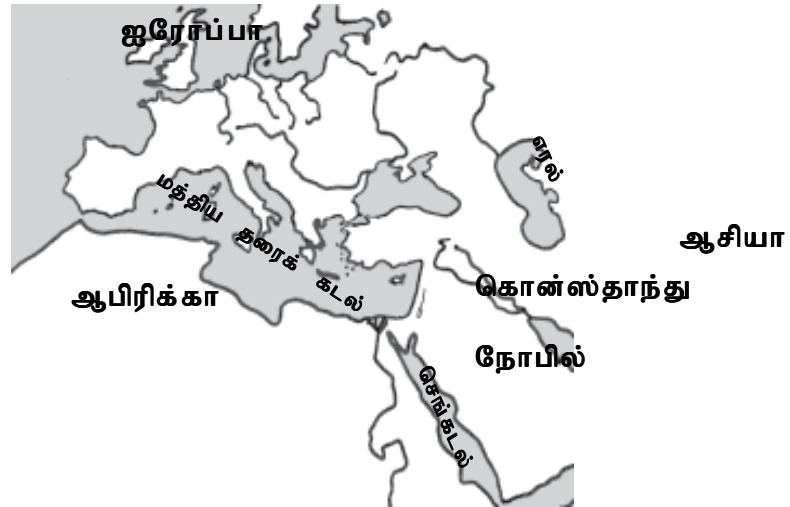 ஐரோப்பா
ஏரல்
மத்திய தரைக் கடல்
ஆசியா
ஆபிரிக்கா
கொன்ஸ்தாந்து
நோபில்
செங்கடல்